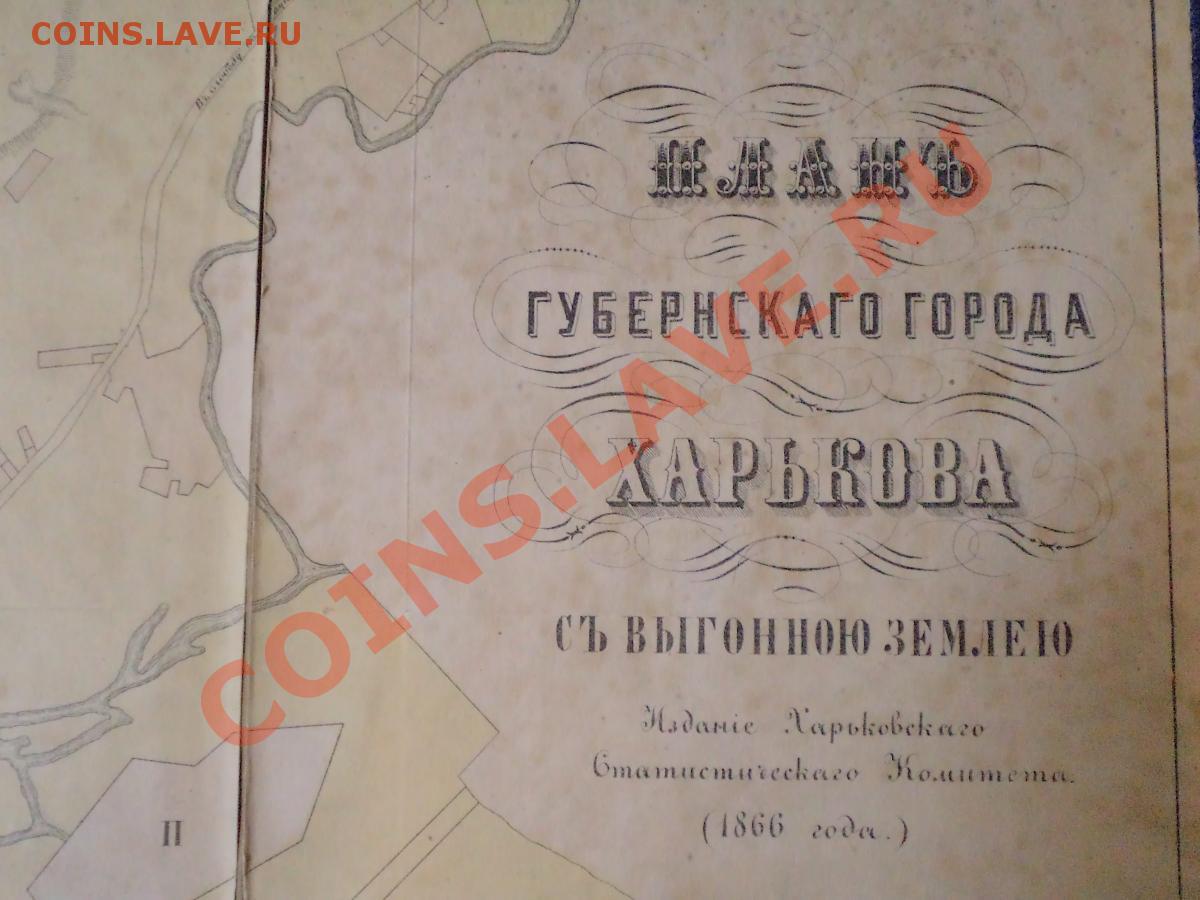 COINS.LAVE.RU
ПЛАНЪ
ГУБЕРНСКАГО ГОРОДА
ХАРЬКОВА
СЪ ВЫГОННОЮ ЗЕМЛЕЮ
Изданіе Харьковскаго
Статистическаго Комитета.
(1866 года.)
II
COINS.LAVE.RU